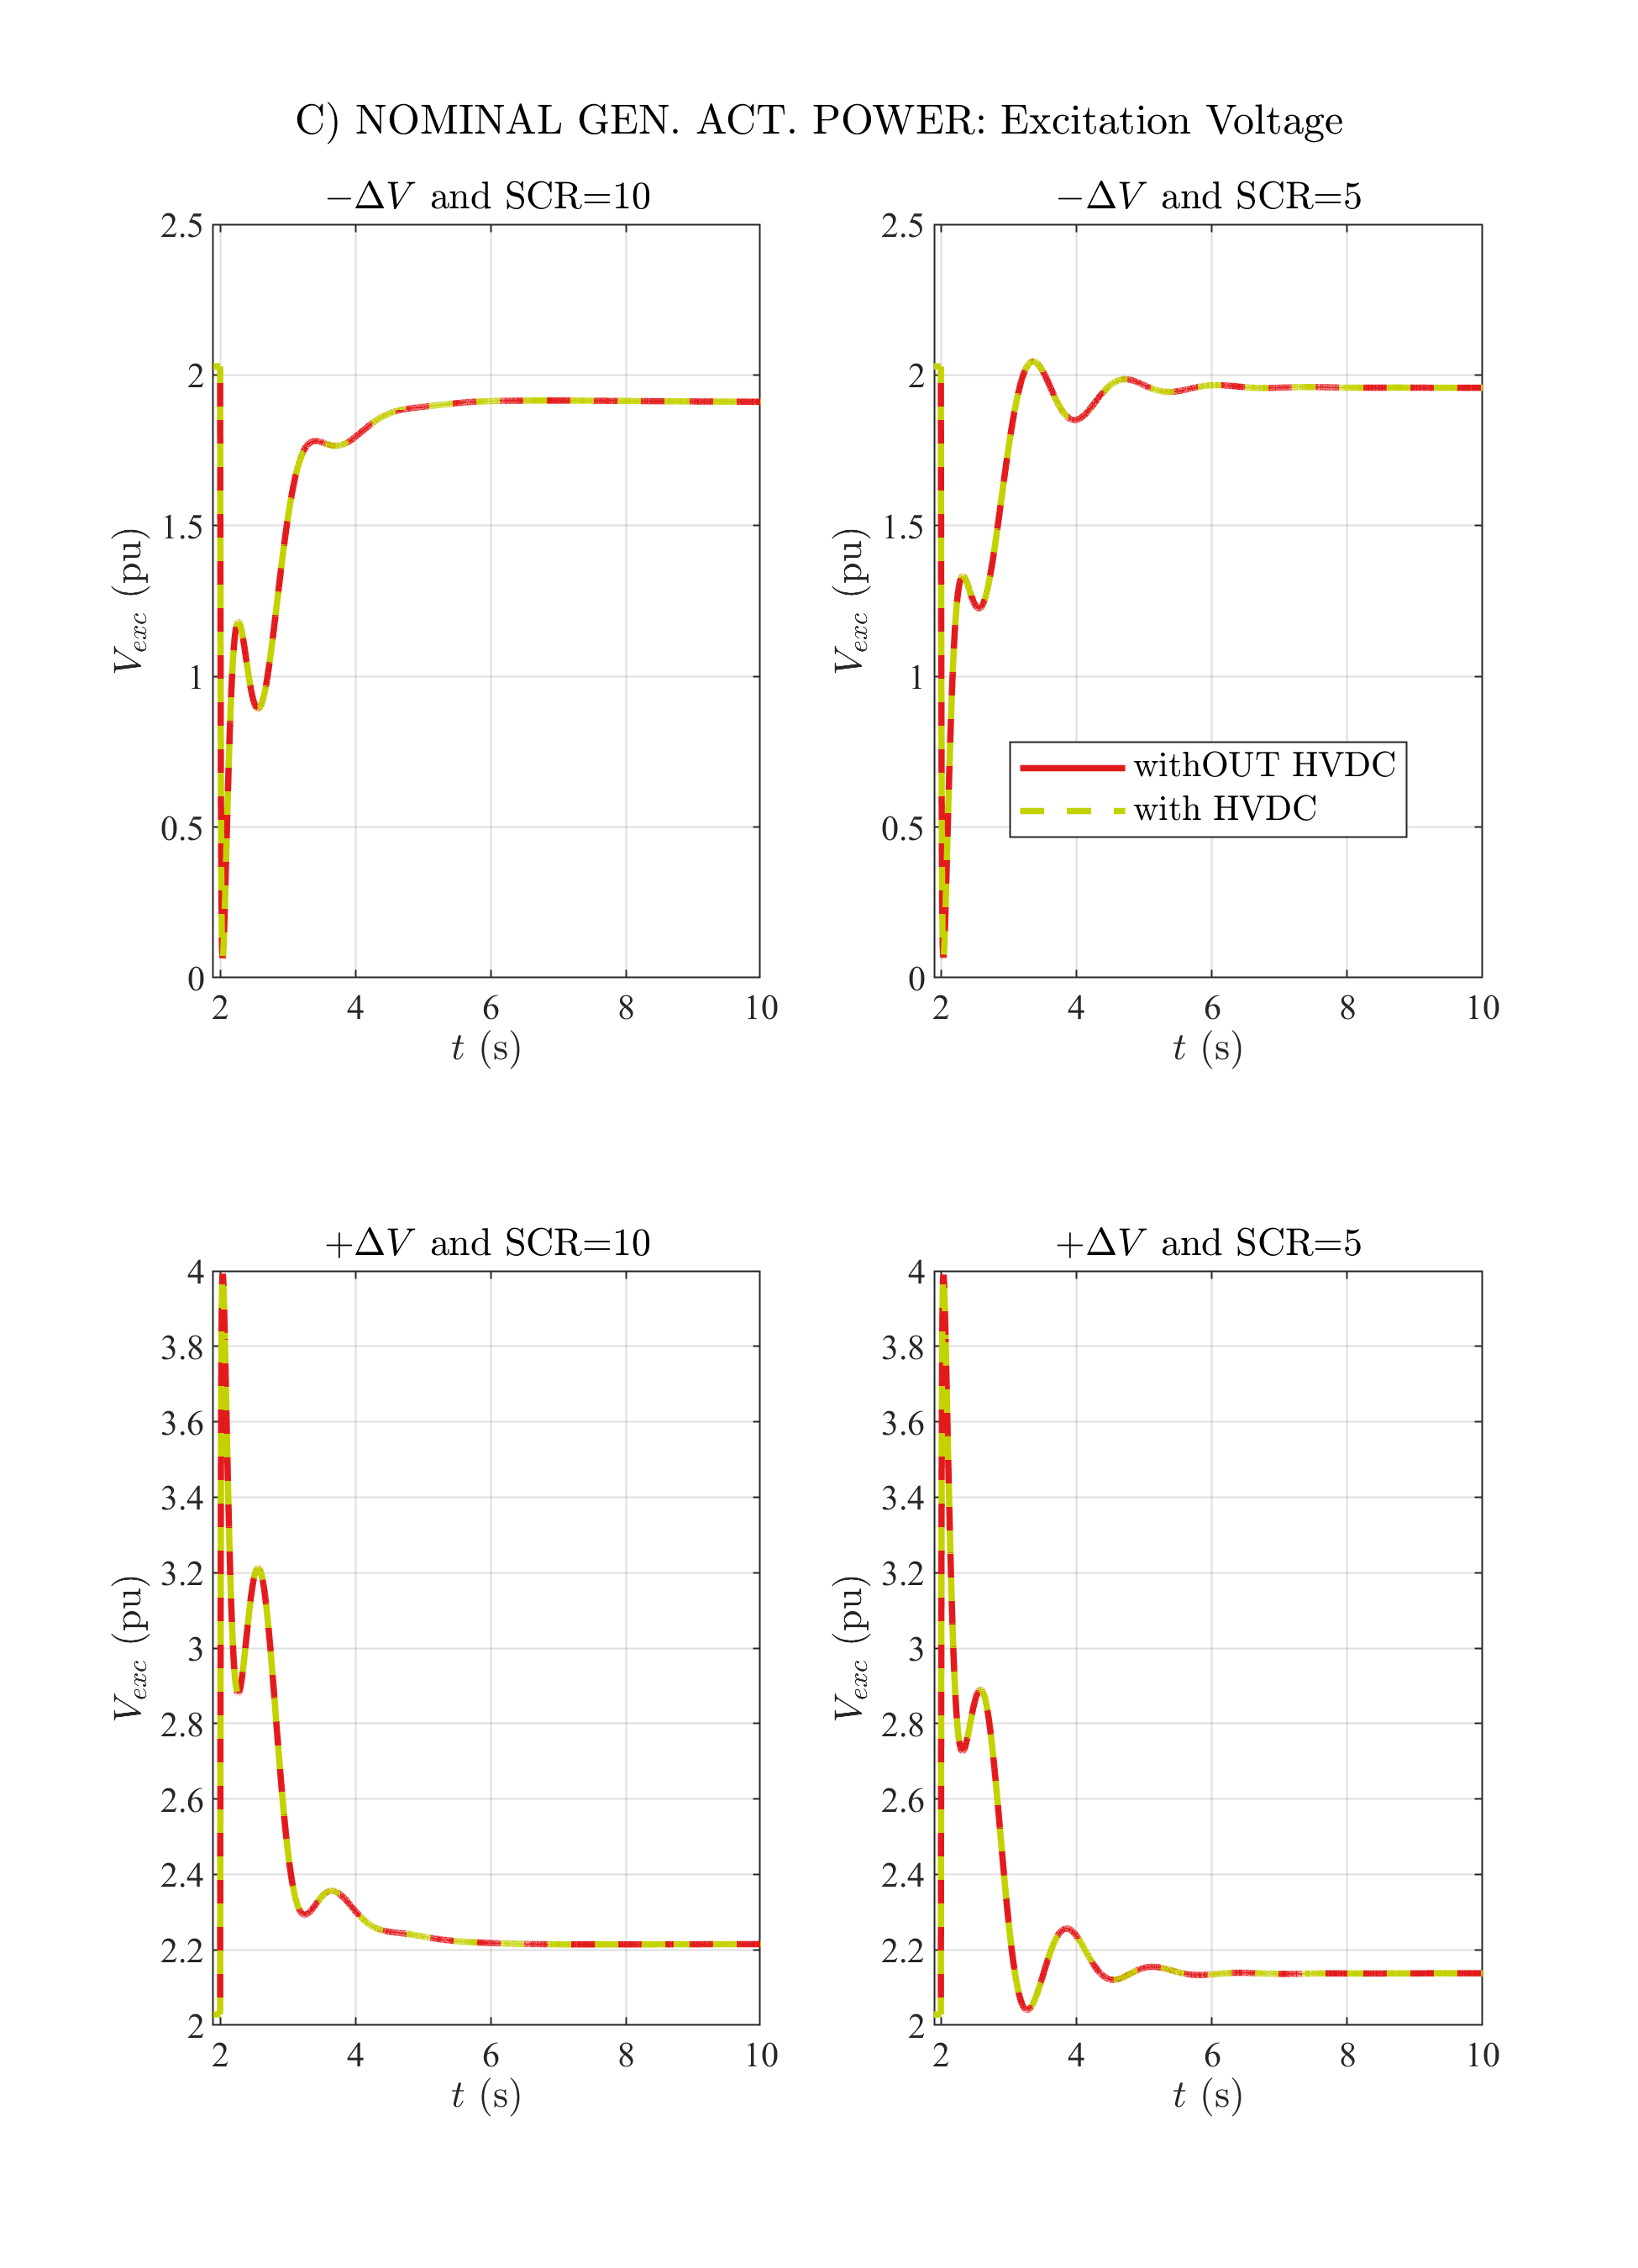 C) NOMINAL GEN. ACT. POWER: Excitation Voltage
−ΔV and SCR=10
2.5
2
1.5
1
0.5
0
V_exc (pu)
2 4 6 8 10
t (s)
−ΔV and SCR=5
2.5
2
1.5
1
0.5
0
V_exc (pu)
withOUT HVDC
with HVDC
2 4 6 8 10
t (s)
+ΔV and SCR=10
4
3.8
3.6
3.4
3.2
3
2.8
2.6
2.4
2.2
2
V_exc (pu)
2 4 6 8 10
t (s)
+ΔV and SCR=5
4
3.8
3.6
3.4
3.2
3
2.8
2.6
2.4
2.2
2
V_exc (pu)
2 4 6 8 10
t (s)